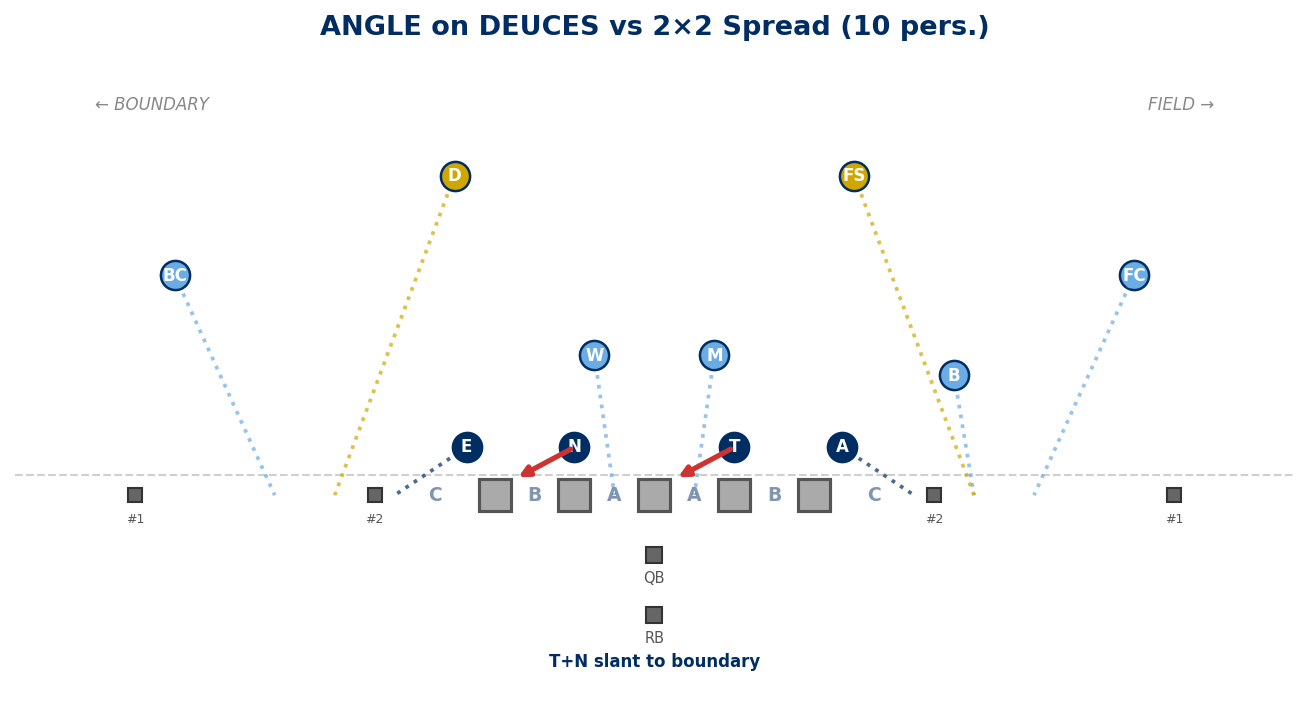 ANGLE on DEUCES vs 2×2 Spread (10 pers.)
← BOUNDARY
FIELD →
D
FS
BC
FC
W
M
B
E
N
T
A
C
B
A
A
B
C
#1
#2
#2
#1
QB
RB
T+N slant to boundary